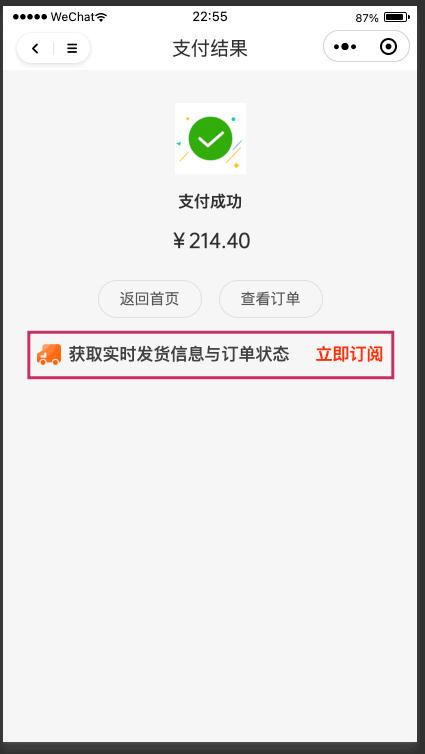 WeChat 22:55 87%
支付结果
支付成功
￥214.40
返回首页 查看订单
获取实时发货信息与订单状态 立即订阅